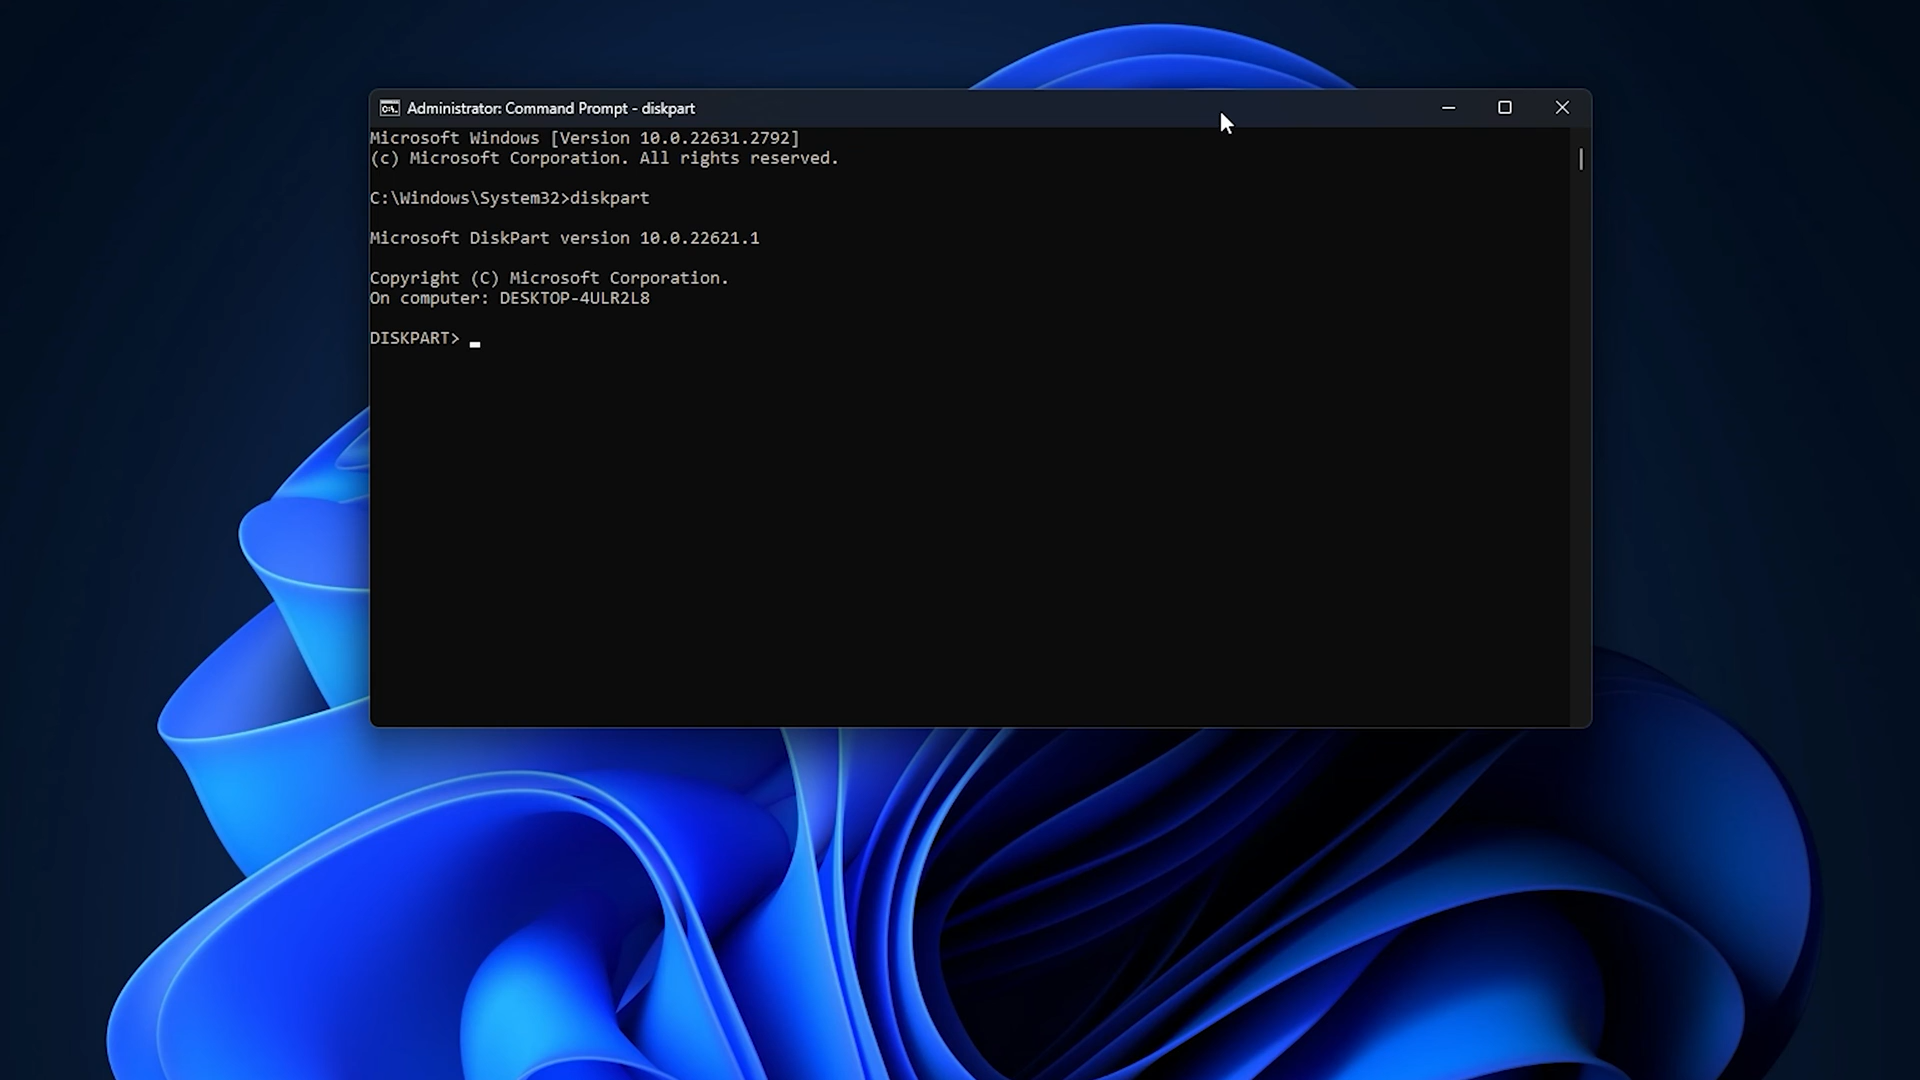 Administrator: Command Prompt - diskpart
Microsoft Windows [Version 10.0.22631.2792]
(c) Microsoft Corporation. All rights reserved.
C:\Windows\System32>diskpart
Microsoft DiskPart version 10.0.22621.1
Copyright (C) Microsoft Corporation.
On computer: DESKTOP-4ULR2L8
DISKPART>